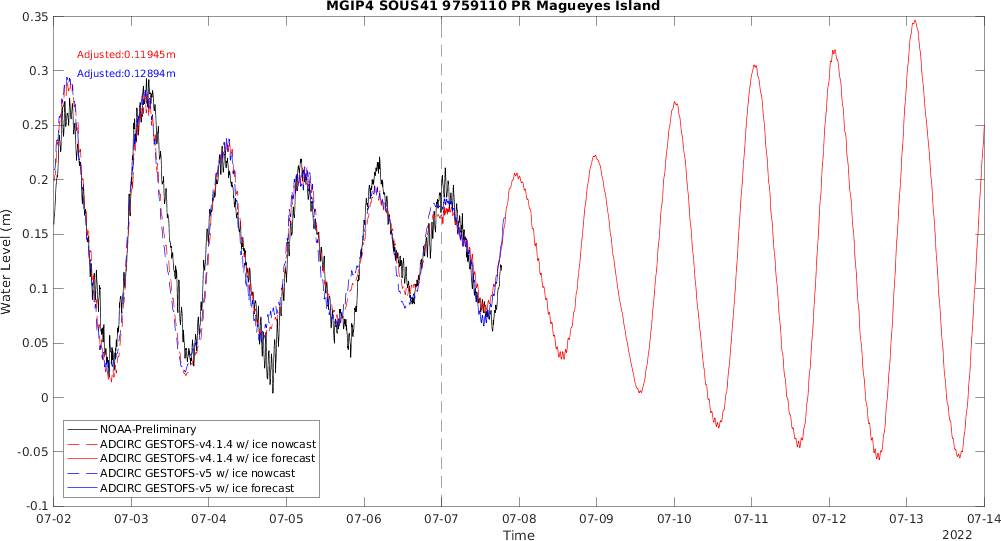 MGIP4 SOUS41 9759110 PR Magueyes Island
Adjusted:0.11945m
Adjusted:0.12894m
Water Level (m)
0.35
0.3
0.25
0.2
0.15
0.1
0.05
0
-0.05
-0.1
NOAA-Preliminary
ADCIRC GESTOFS-v4.1.4 w/ ice nowcast
ADCIRC GESTOFS-v4.1.4 w/ ice forecast
ADCIRC GESTOFS-v5 w/ ice nowcast
ADCIRC GESTOFS-v5 w/ ice forecast
07-02 07-03 07-04 07-05 07-06 07-07 07-08 07-09 07-10 07-11 07-12 07-13 07-14
Time
2022